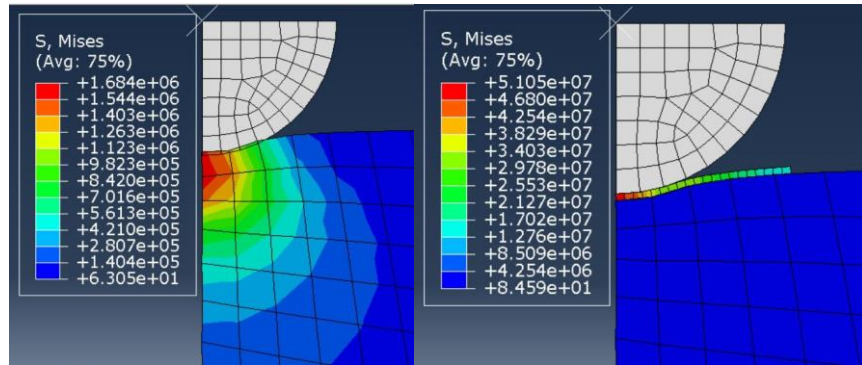 S, Mises
(Avg: 75%)
+1.684e+06
+1.544e+06
+1.403e+06
+1.263e+06
+1.123e+06
+9.823e+05
+8.420e+05
+7.016e+05
+5.613e+05
+4.210e+05
+2.807e+05
+1.404e+05
+6.305e+01
S, Mises
(Avg: 75%)
+5.105e+07
+4.680e+07
+4.254e+07
+3.829e+07
+3.403e+07
+2.978e+07
+2.553e+07
+2.127e+07
+1.702e+07
+1.276e+07
+8.509e+06
+4.254e+06
+8.459e+01